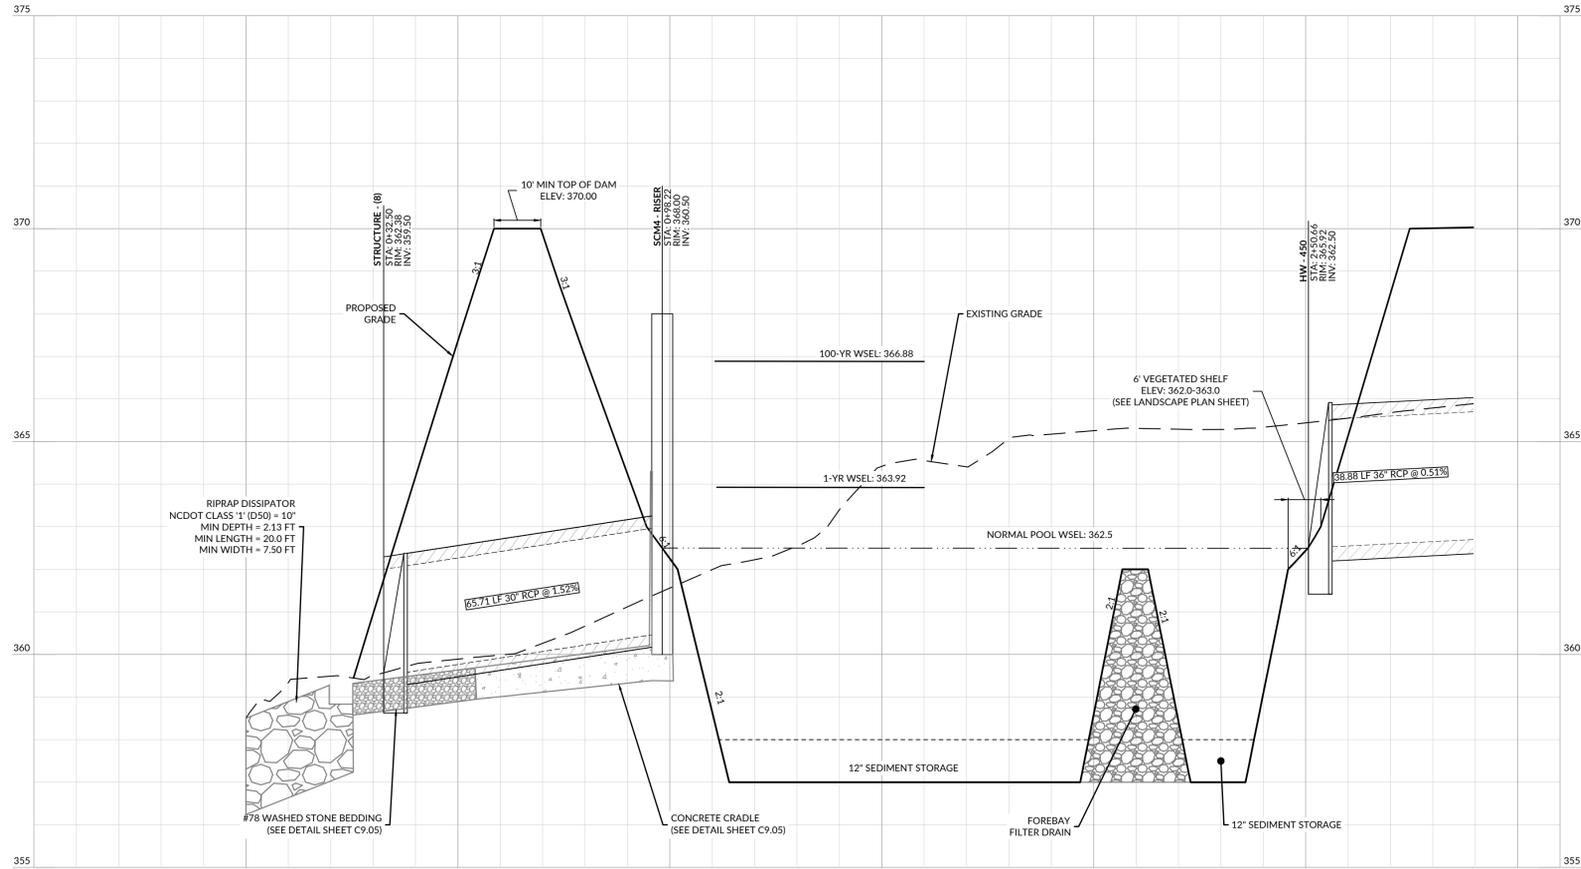 375
375
10' MIN TOP OF DAM
ELEV: 370.00
STRUCTURE - (8)
STA: 0+32.50
RIM: 362.38
INV: 359.50
SCM4 - RISER
STA: 0+98.22
RIM: 368.00
INV: 360.50
HW - 450
STA: 2+50.66
RIM: 365.92
INV: 362.50
370
370
3:1
3:1
PROPOSED
GRADE
EXISTING GRADE
100-YR WSEL: 366.88
6' VEGETATED SHELF
ELEV: 362.0-363.0
(SEE LANDSCAPE PLAN SHEET)
365
365
1-YR WSEL: 363.92
38.88 LF 36" RCP @ 0.51%
RIPRAP DISSIPATOR
NCDOT CLASS '1' (D50) = 10"
MIN DEPTH = 2.13 FT
MIN LENGTH = 20.0 FT
MIN WIDTH = 7.50 FT
NORMAL POOL WSEL: 362.5
6:1
6:1
65.71 LF 30" RCP @ 1.52%
2:1
2:1
360
360
2:1
12" SEDIMENT STORAGE
#78 WASHED STONE BEDDING
(SEE DETAIL SHEET C9.05)
CONCRETE CRADLE
(SEE DETAIL SHEET C9.05)
FOREBAY
FILTER DRAIN
12" SEDIMENT STORAGE
355
355